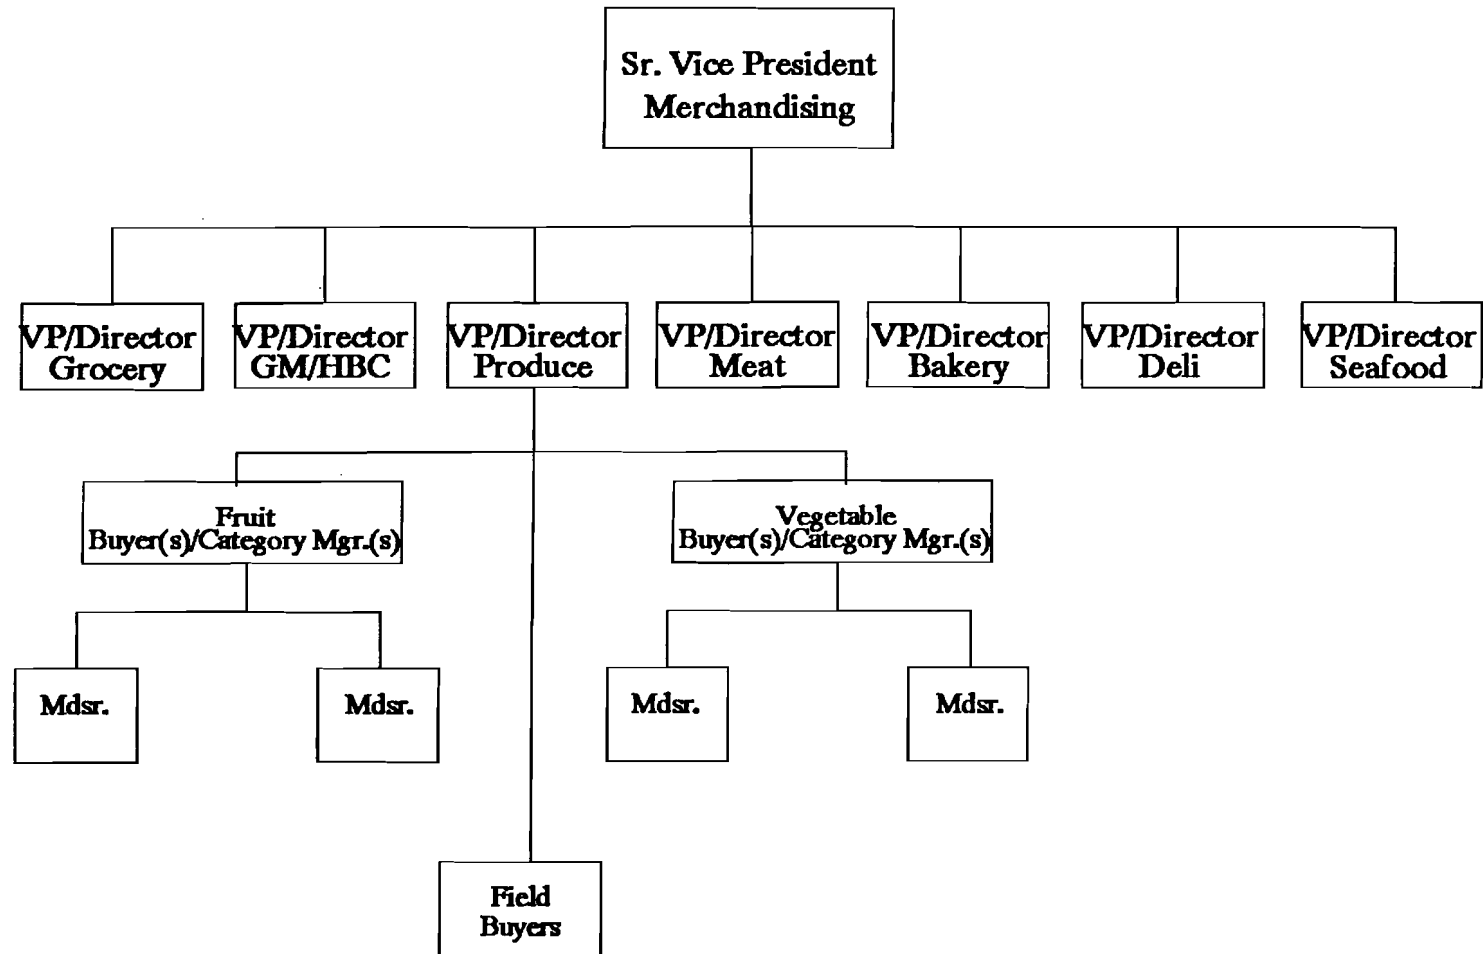 Sr. Vice President
Merchandising
VP/Director
Grocery
VP/Director
GM/HBC
VP/Director
Produce
VP/Director
Meat
VP/Director
Bakery
VP/Director
Deli
VP/Director
Seafood
Fruit
Buyer(s)/Category Mgr.(s)
Vegetable
Buyer(s)/Category Mgr.(s)
Mdsr.
Mdsr.
Mdsr.
Mdsr.
Field
Buyers